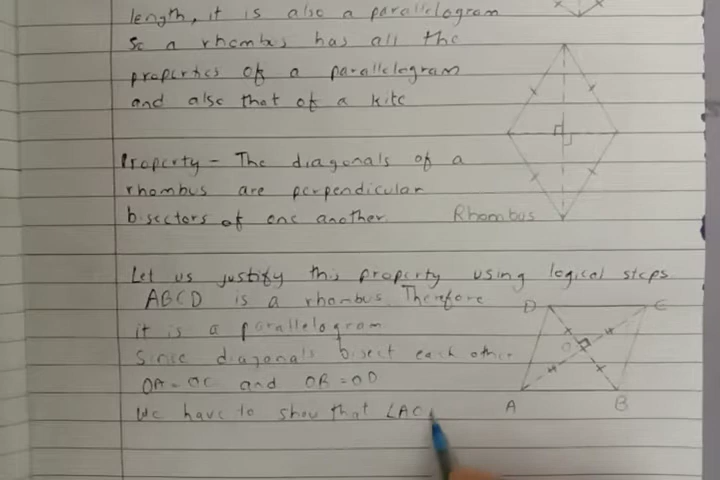 length, it is also a parallelogram
So a rhombus has all the
properties of a parallelogram
and also that of a kite
Property - The diagonals of a
rhombus are perpendicular
bisectors of one another.
Rhombus
Let us justify this property using logical steps
ABCD is a rhombus. Therefore
it is a parallelogram
Since diagonals bisect each other
OA = OC and OB = OD
We have to show that ∠AO
D C
O
A B